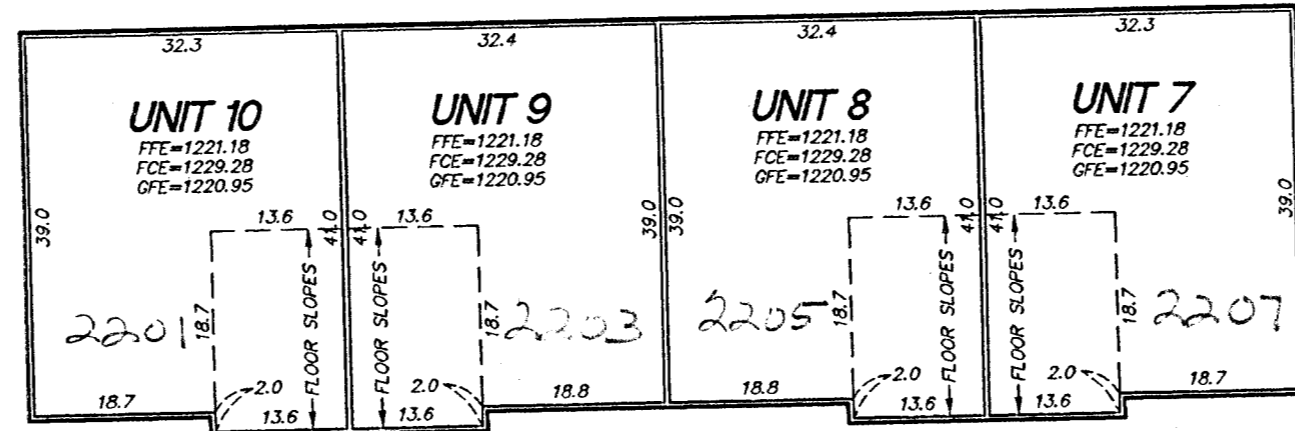 32.3
32.4
32.4
32.3
UNIT 10
FFE=1221.18
FCE=1229.28
GFE=1220.95
UNIT 9
FFE=1221.18
FCE=1229.28
GFE=1220.95
UNIT 8
FFE=1221.18
FCE=1229.28
GFE=1220.95
UNIT 7
FFE=1221.18
FCE=1229.28
GFE=1220.95
39.0
13.6
41.0
41.0
13.6
39.0
39.0
13.6
41.0
41.0
13.6
39.0
2201
18.7
FLOOR SLOPES
FLOOR SLOPES
18.7
2203
2205
18.7
FLOOR SLOPES
FLOOR SLOPES
18.7
2207
18.7
2.0
13.6
2.0
13.6
18.8
18.8
2.0
13.6
2.0
13.6
18.7